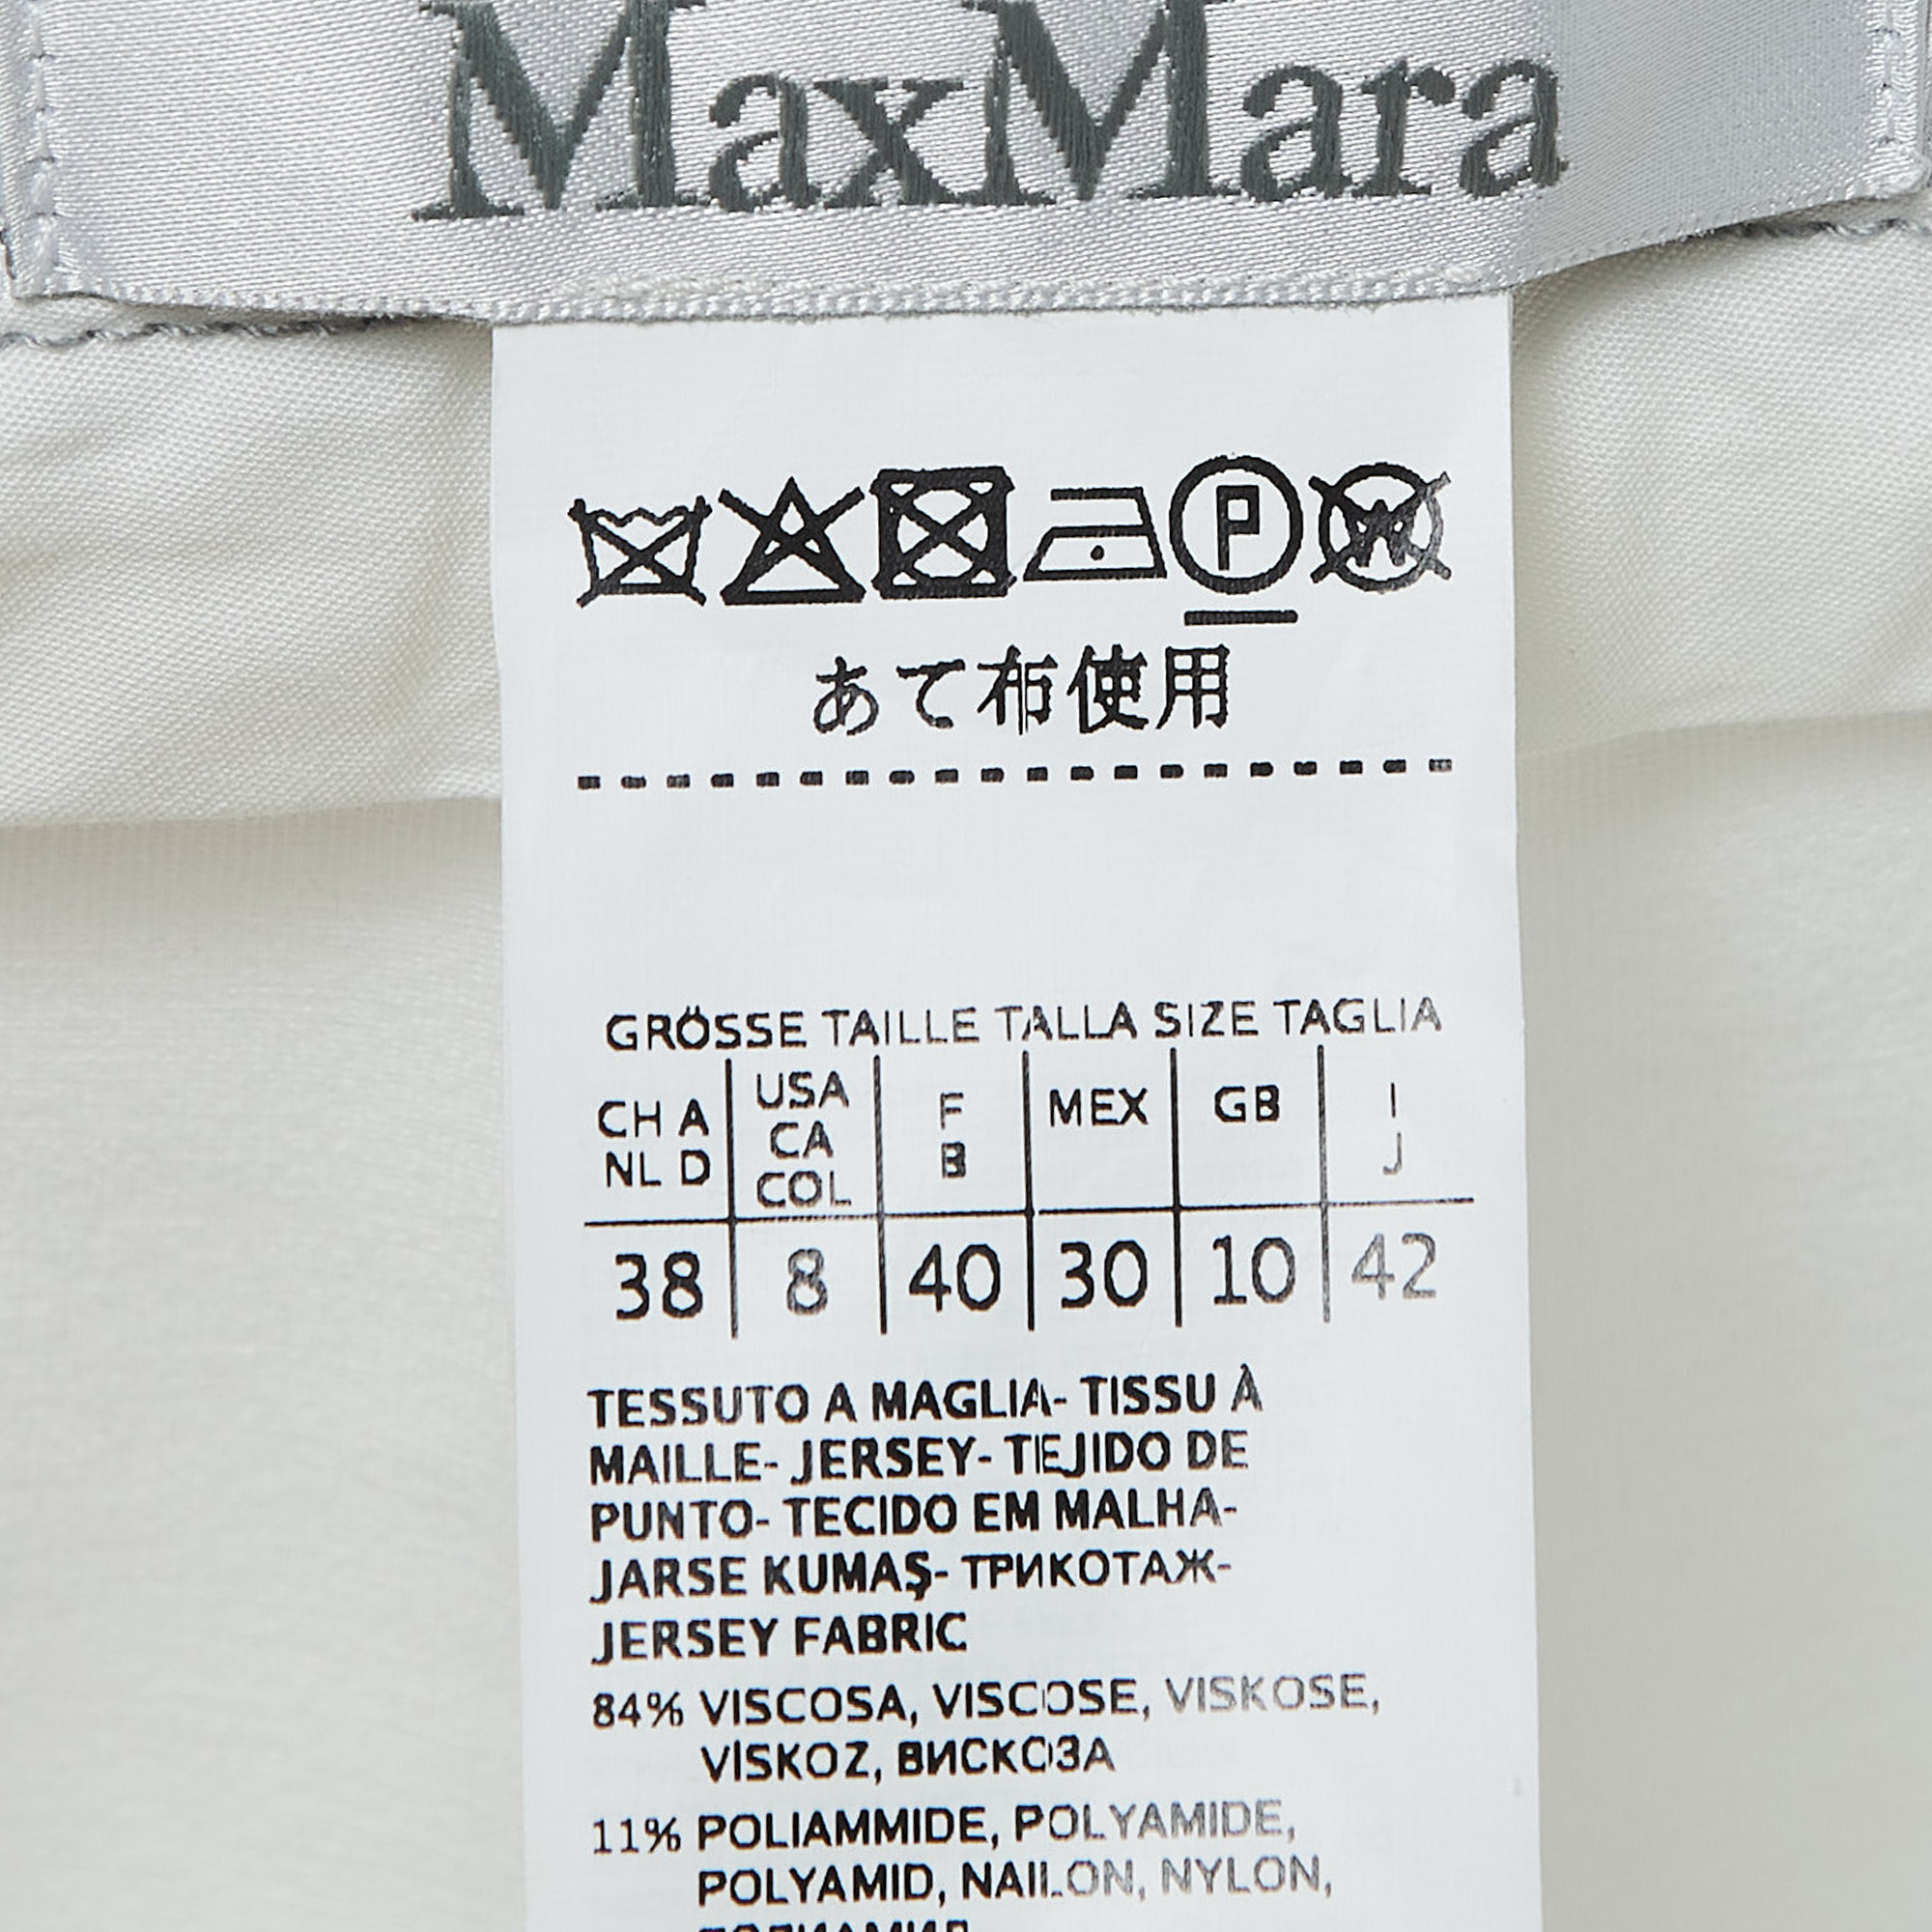 MaxMara
P W
あて布使用
GRÖSSE TAILLE TALLA SIZE TAGLIA
CH A NL D | USA CA COL | F B | MEX | GB | I J
38 | 8 | 40 | 30 | 10 | 42
TESSUTO A MAGLIA- TISSU À
MAILLE- JERSEY- TEJIDO DE
PUNTO- TECIDO EM MALHA-
JARSE KUMAŞ- ТРИКОТАЖ-
JERSEY FABRIC
84% VISCOSA, VISCOSE, VISKOSE,
VİSKOZ, ВИСКОЗА
11% POLIAMMIDE, POLYAMIDE,
POLYAMID, NAILON, NYLON,